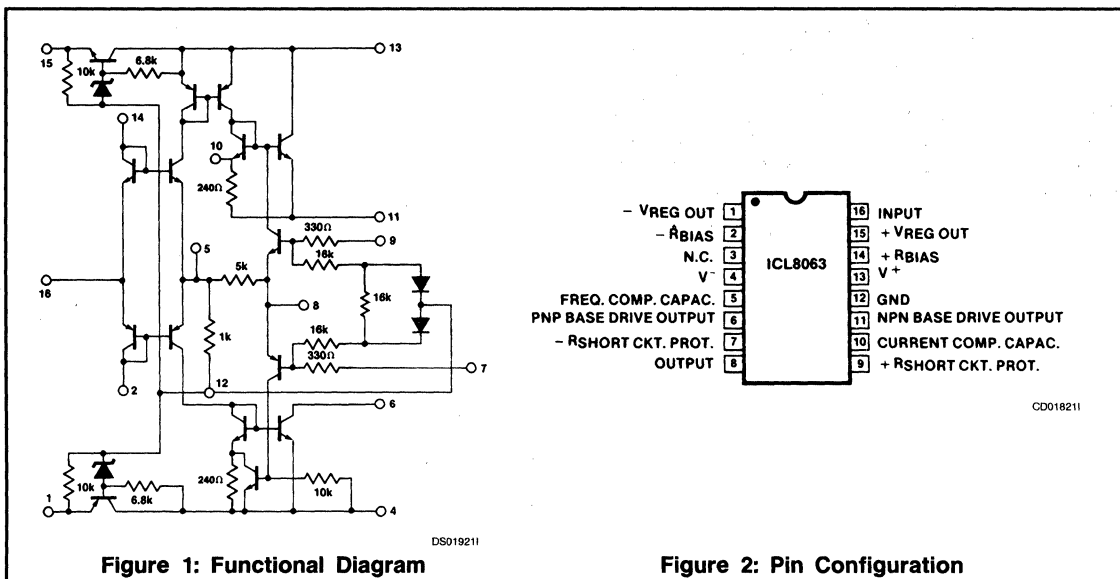 15
10k
6.8k
13
14
10
240Ω
11
330Ω
9
16k
5
5k
16k
16
8
1k
16k
330Ω
7
2
12
6
240Ω
10k
1
10k
6.8k
4
DS01921I
Figure 1: Functional Diagram
ICL8063
- VREG OUT 1
- RBIAS 2
N.C. 3
V- 4
FREQ. COMP. CAPAC. 5
PNP BASE DRIVE OUTPUT 6
- RSHORT CKT. PROT. 7
OUTPUT 8
16 INPUT
15 + VREG OUT
14 + RBIAS
13 V+
12 GND
11 NPN BASE DRIVE OUTPUT
10 CURRENT COMP. CAPAC.
9 + RSHORT CKT. PROT.
CD01821I
Figure 2: Pin Configuration